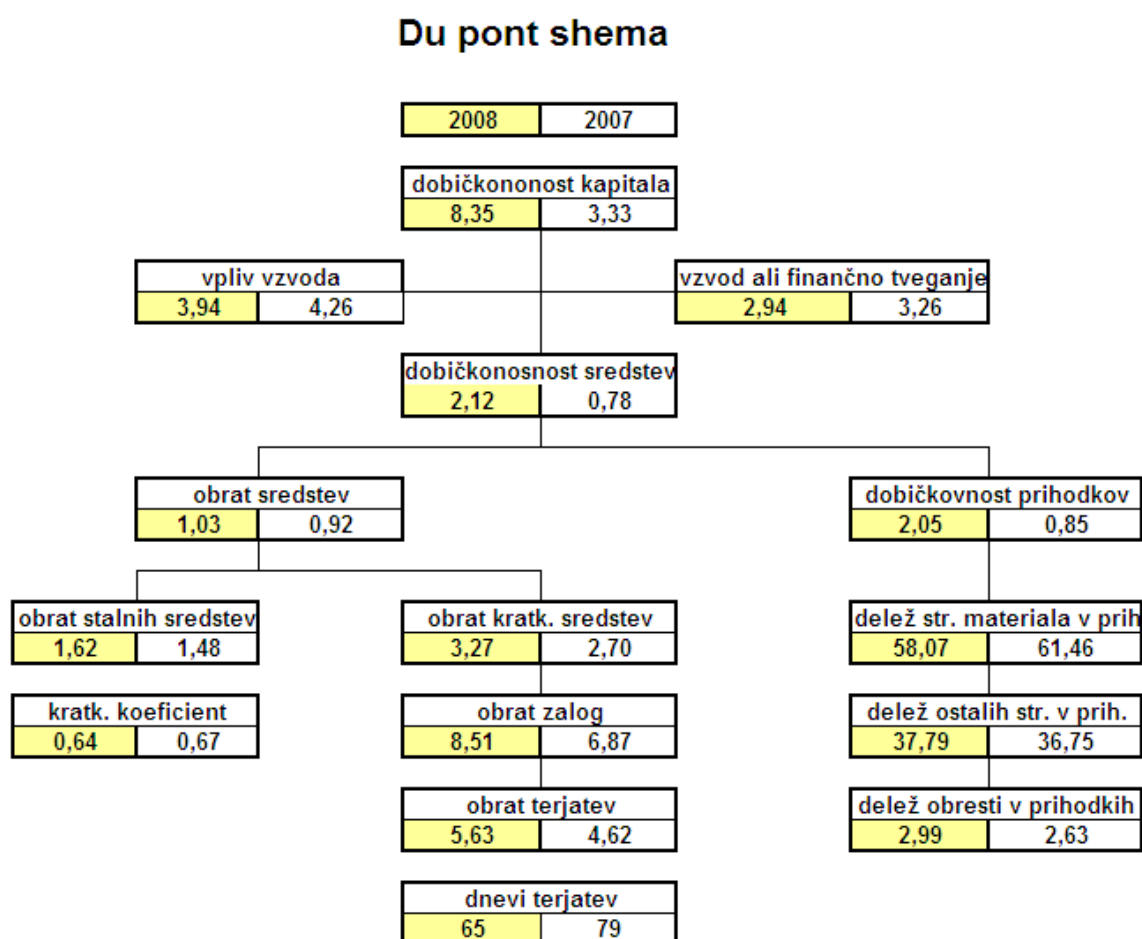 Du pont shema
2008 2007
dobičkononost kapitala
8,35 3,33
vpliv vzvoda
3,94 4,26
vzvod ali finančno tveganje
2,94 3,26
dobičkonosnost sredstev
2,12 0,78
obrat sredstev
1,03 0,92
dobičkovnost prihodkov
2,05 0,85
obrat stalnih sredstev
1,62 1,48
obrat kratk. sredstev
3,27 2,70
delež str. materiala v prih
58,07 61,46
kratk. koeficient
0,64 0,67
obrat zalog
8,51 6,87
delež ostalih str. v prih.
37,79 36,75
obrat terjatev
5,63 4,62
delež obresti v prihodkih
2,99 2,63
dnevi terjatev
65 79